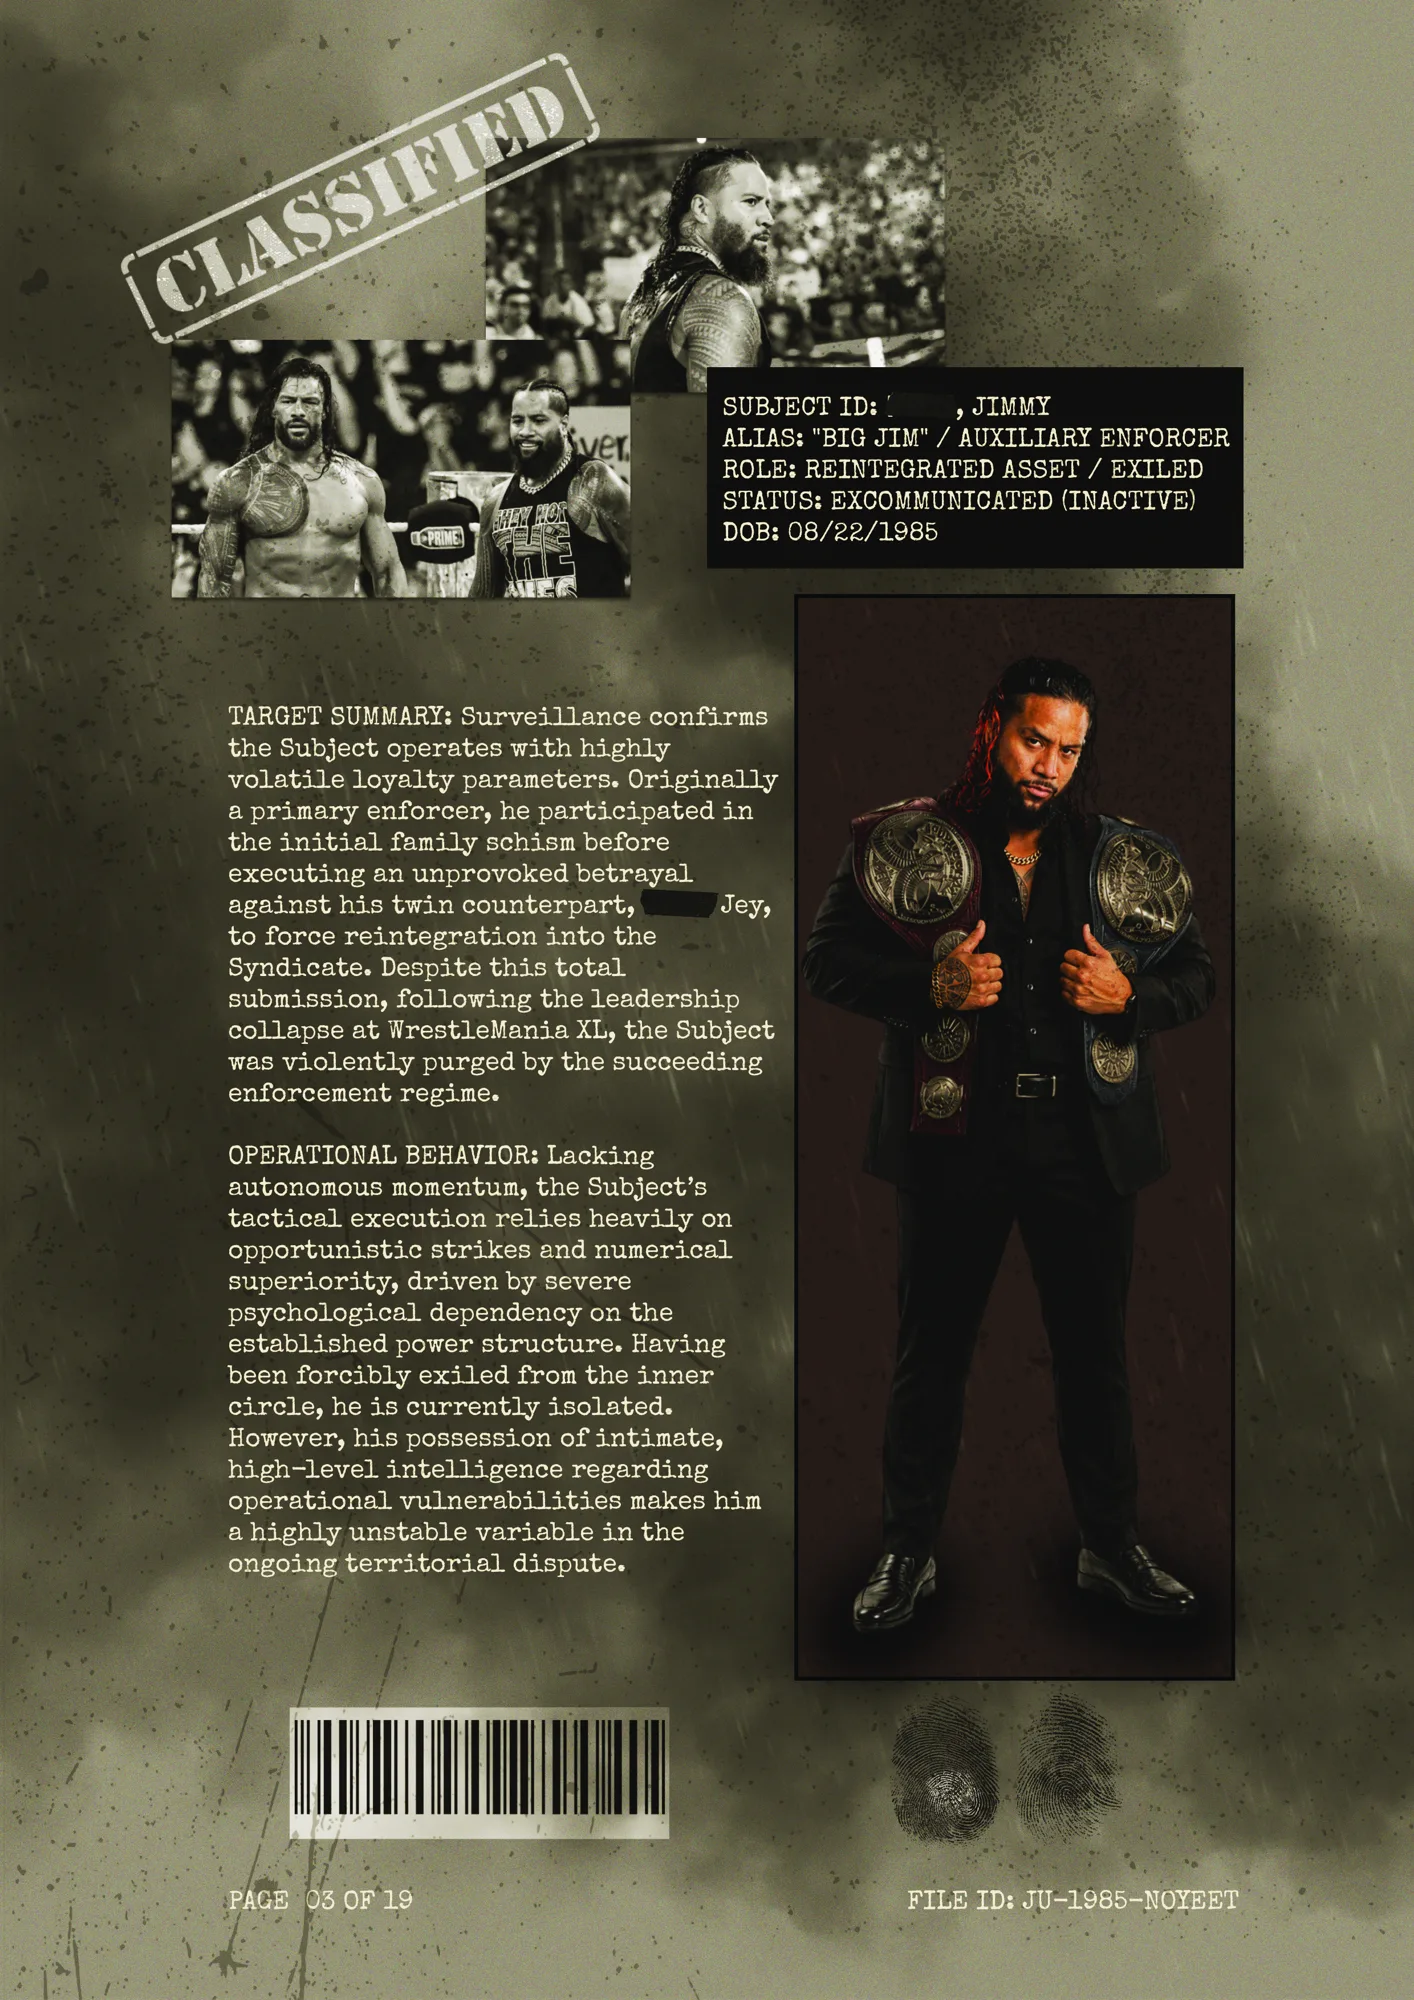 CLASSIFIED
iver.
PRIME
THEY NOT
THE
SUBJECT ID: , JIMMY
ALIAS: "BIG JIM" / AUXILIARY ENFORCER
ROLE: REINTEGRATED ASSET / EXILED
STATUS: EXCOMMUNICATED (INACTIVE)
DOB: 08/22/1985
TARGET SUMMARY: Surveillance confirms
the Subject operates with highly
volatile loyalty parameters. Originally
a primary enforcer, he participated in
the initial family schism before
executing an unprovoked betrayal
against his twin counterpart, Jey,
to force reintegration into the
Syndicate. Despite this total
submission, following the leadership
collapse at WrestleMania XL, the Subject
was violently purged by the succeeding
enforcement regime.
OPERATIONAL BEHAVIOR: Lacking
autonomous momentum, the Subject’s
tactical execution relies heavily on
opportunistic strikes and numerical
superiority, driven by severe
psychological dependency on the
established power structure. Having
been forcibly exiled from the inner
circle, he is currently isolated.
However, his possession of intimate,
high-level intelligence regarding
operational vulnerabilities makes him
a highly unstable variable in the
ongoing territorial dispute.
PAGE 03 OF 19
FILE ID: JU-1985-NOYEET